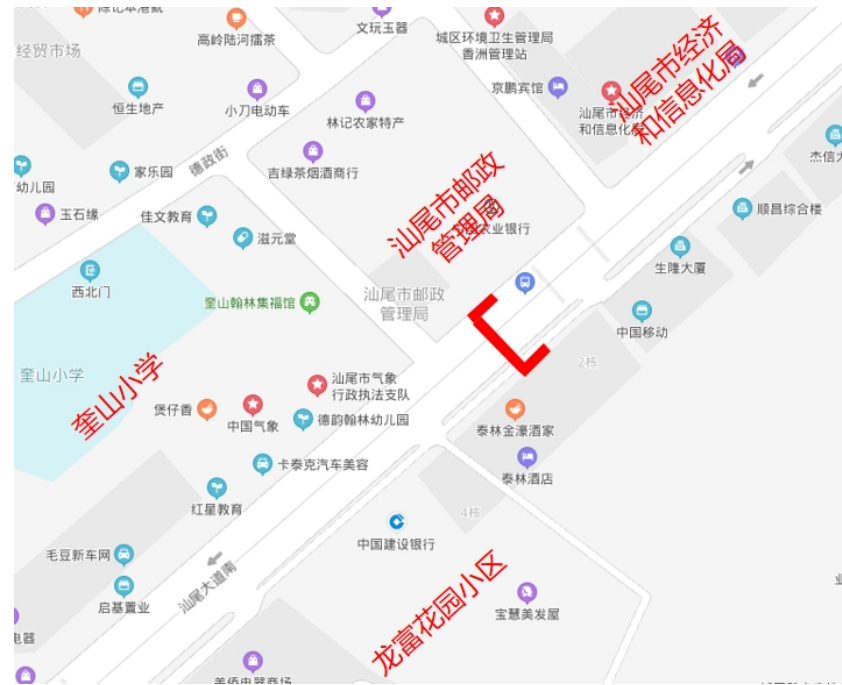 经贸市场
高岭陆河擂茶
文玩玉器
城区环境卫生管理局
香洲管理站
恒生地产
小刀电动车
林记农家特产
京鹏宾馆
汕尾市经济
和信息化局
汕尾市经济
和信息化局
杰信大
幼儿园
家乐园
德政街
吉绿茶烟酒商行
玉石缘
佳文教育
滋元堂
汕尾市邮政
管理局
农业银行
顺昌综合楼
西北门
奎山翰林集福馆
汕尾市邮政
管理局
生隆大厦
中国移动
奎山小学
奎山小学
汕尾市气象
行政执法支队
2栋
煲仔香
中国气象
德韵翰林幼儿园
泰林金濠酒家
卡泰克汽车美容
泰林酒店
红星教育
4栋
中国建设银行
毛豆新车网
汕尾大道南
启基置业
龙富花园小区
宝慧美发屋
电器